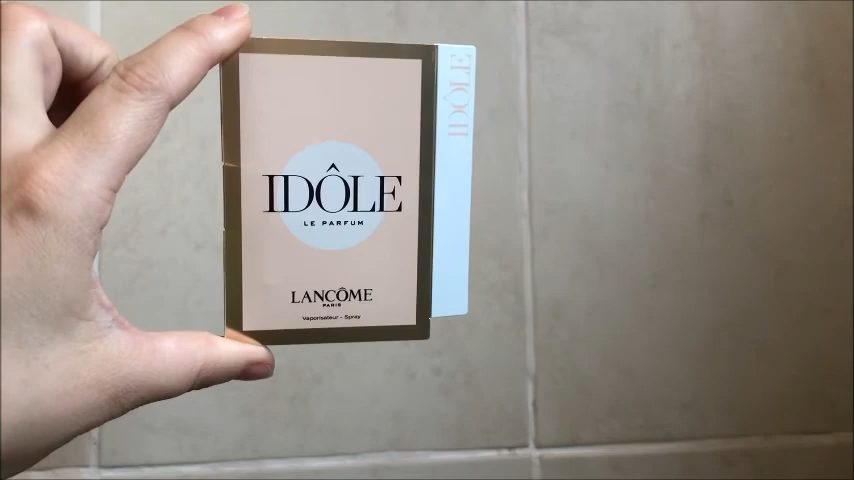 IDÔLE
LE PARFUM
LANCÔME
PARIS
Vaporisateur - Spray
IDÔLE